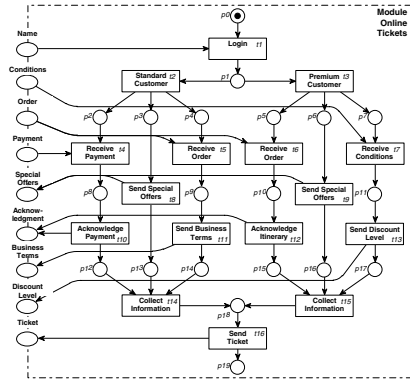 Module
Online
Tickets
p0
Name
Login t1
Conditions
Standard t2
Customer
p1
Premium t3
Customer
Order
p2 p3 p4 p5 p6 p7
Payment
Receive t4
Payment
Receive t5
Order
Receive t6
Order
Receive t7
Conditions
Special
Offers
p8
Send Special
Offers t8
p9
p10
Send Special
Offers t9
p11
Acknow-
ledgment
Acknowledge
Payment t10
Send Business
Terms t11
Acknowledge
Itinerary t12
Send Discount
Level t13
Business
Terms
p12 p13 p14 p15 p16 p17
Discount
Level
Collect
Information t14
Collect
Information t15
p18
Ticket
Send t16
Ticket
p19